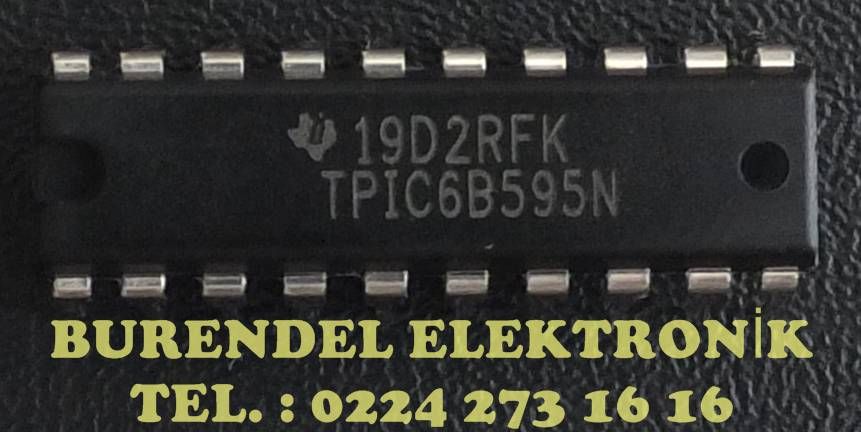 19D2RFK
TPIC6B595N
BURENDEL ELEKTRONİK
TEL. : 0224 273 16 16